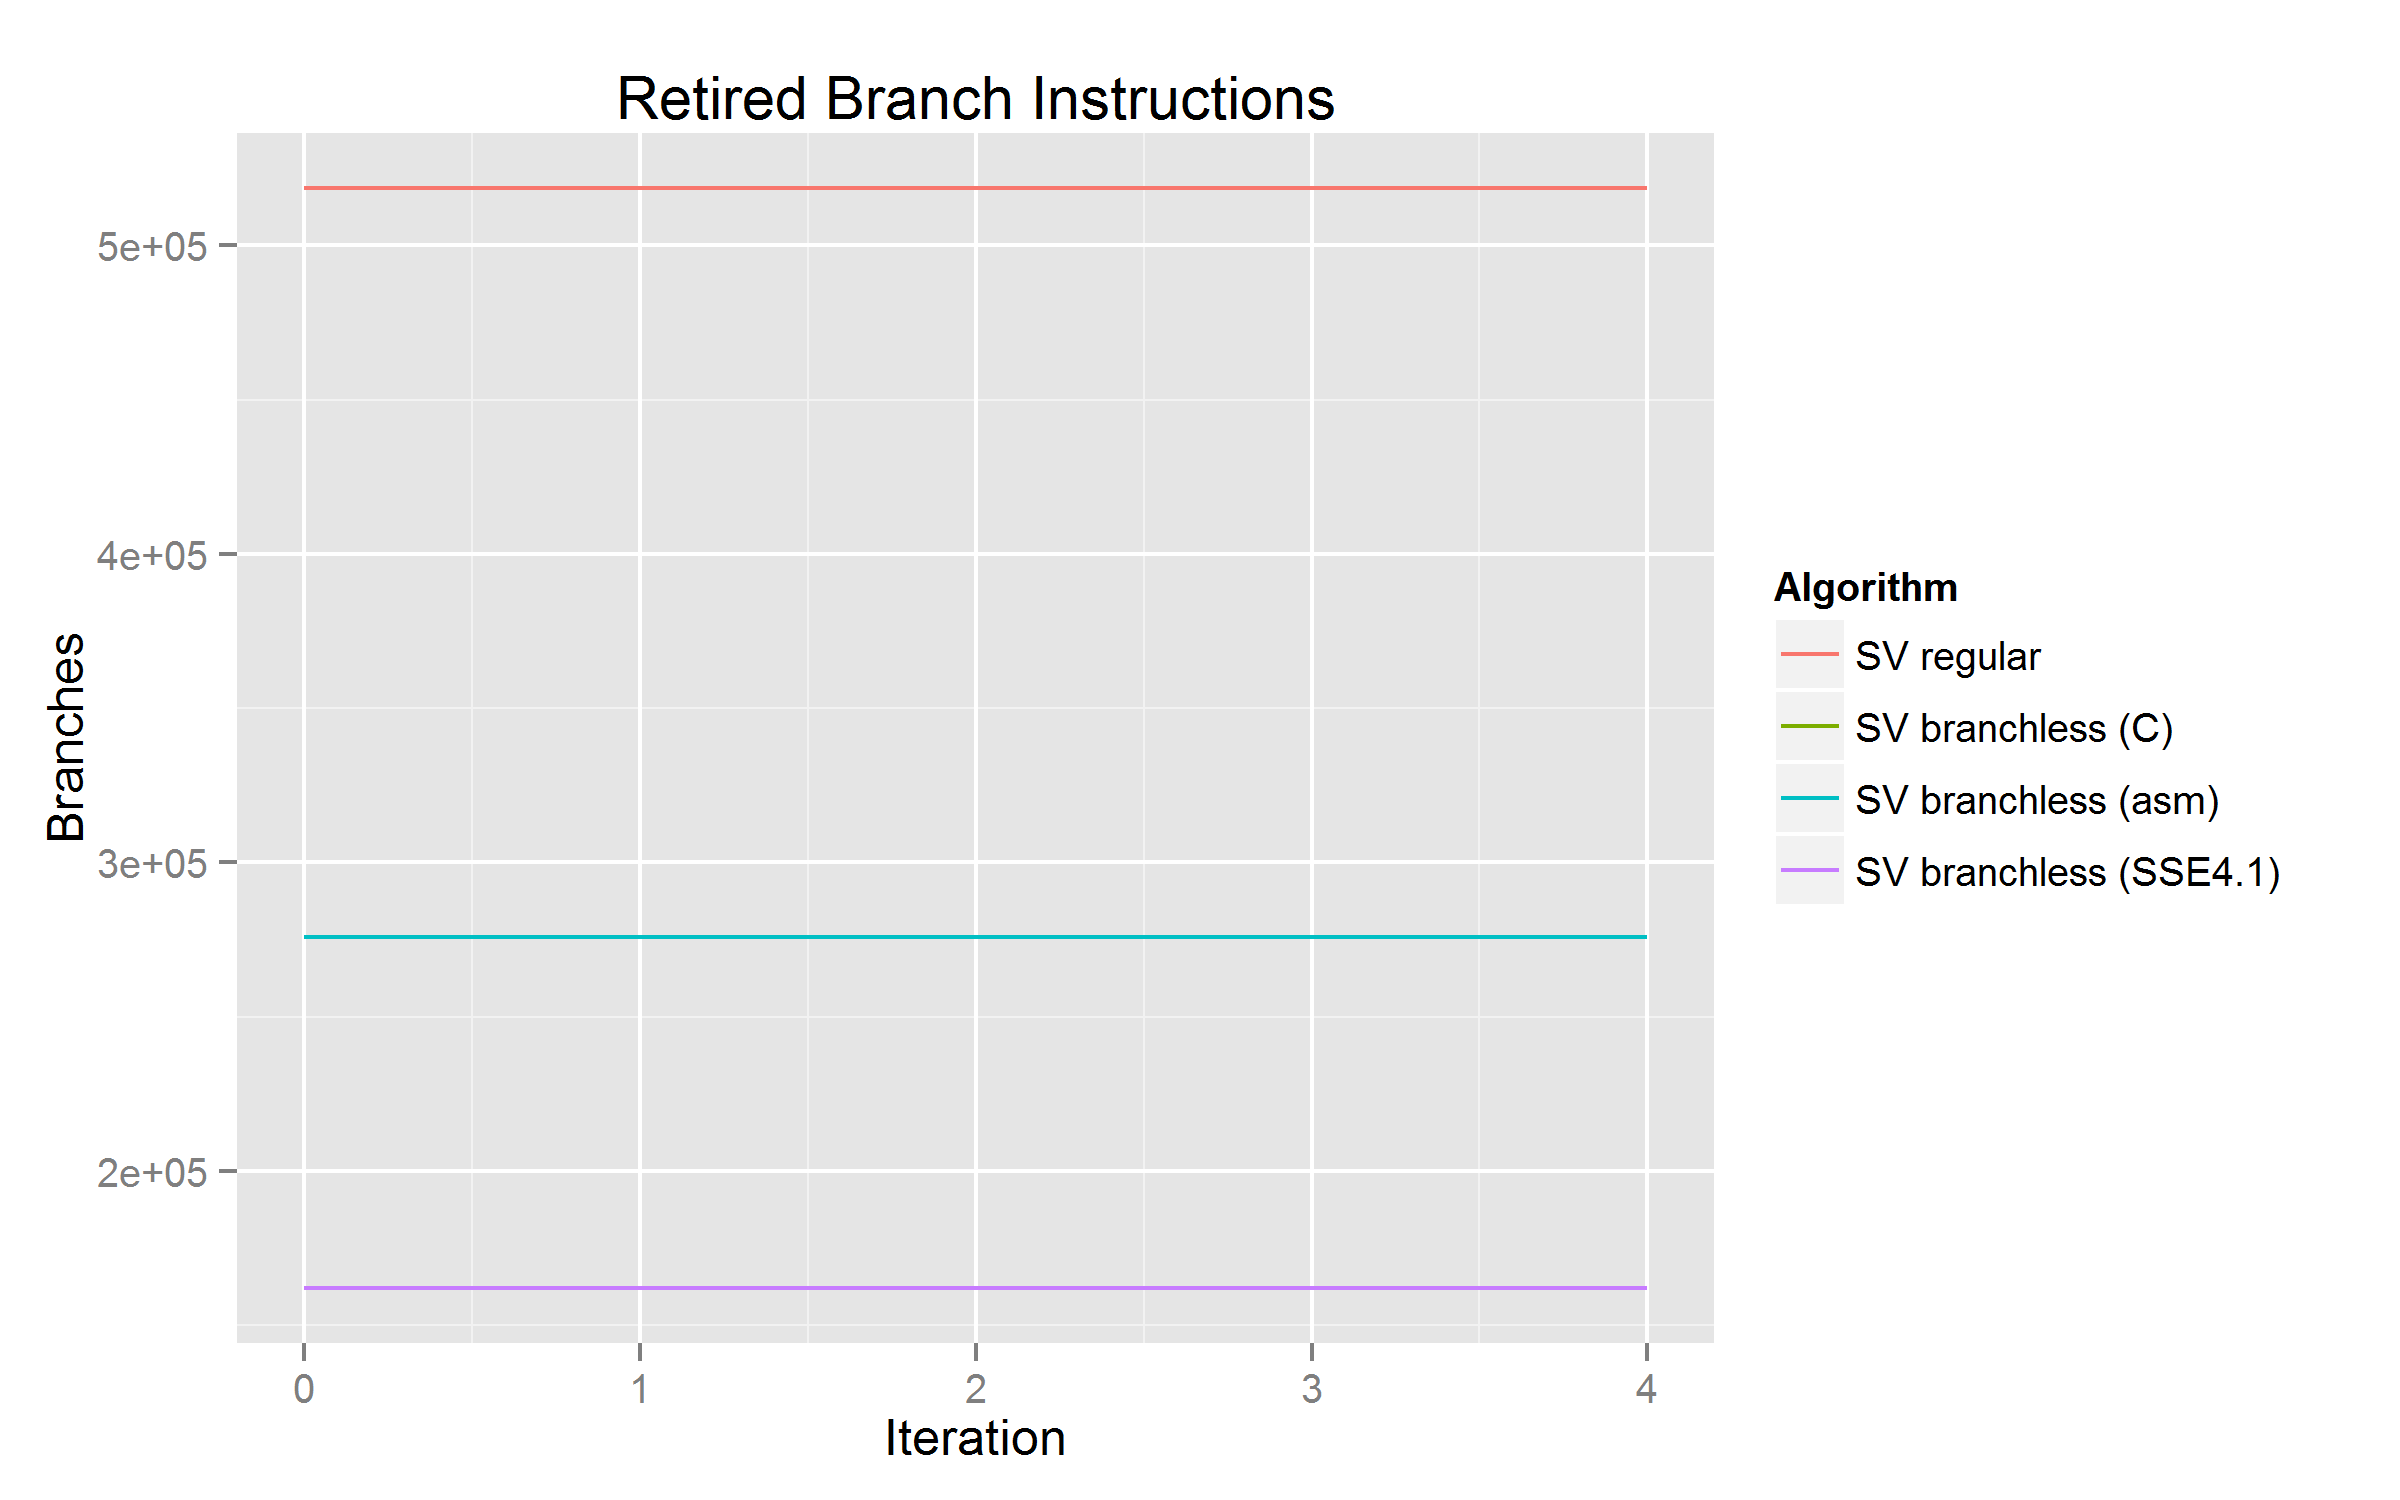 Retired Branch Instructions
5e+05
4e+05
3e+05
2e+05
Branches
0 1 2 3 4
Iteration
Algorithm
SV regular
SV branchless (C)
SV branchless (asm)
SV branchless (SSE4.1)